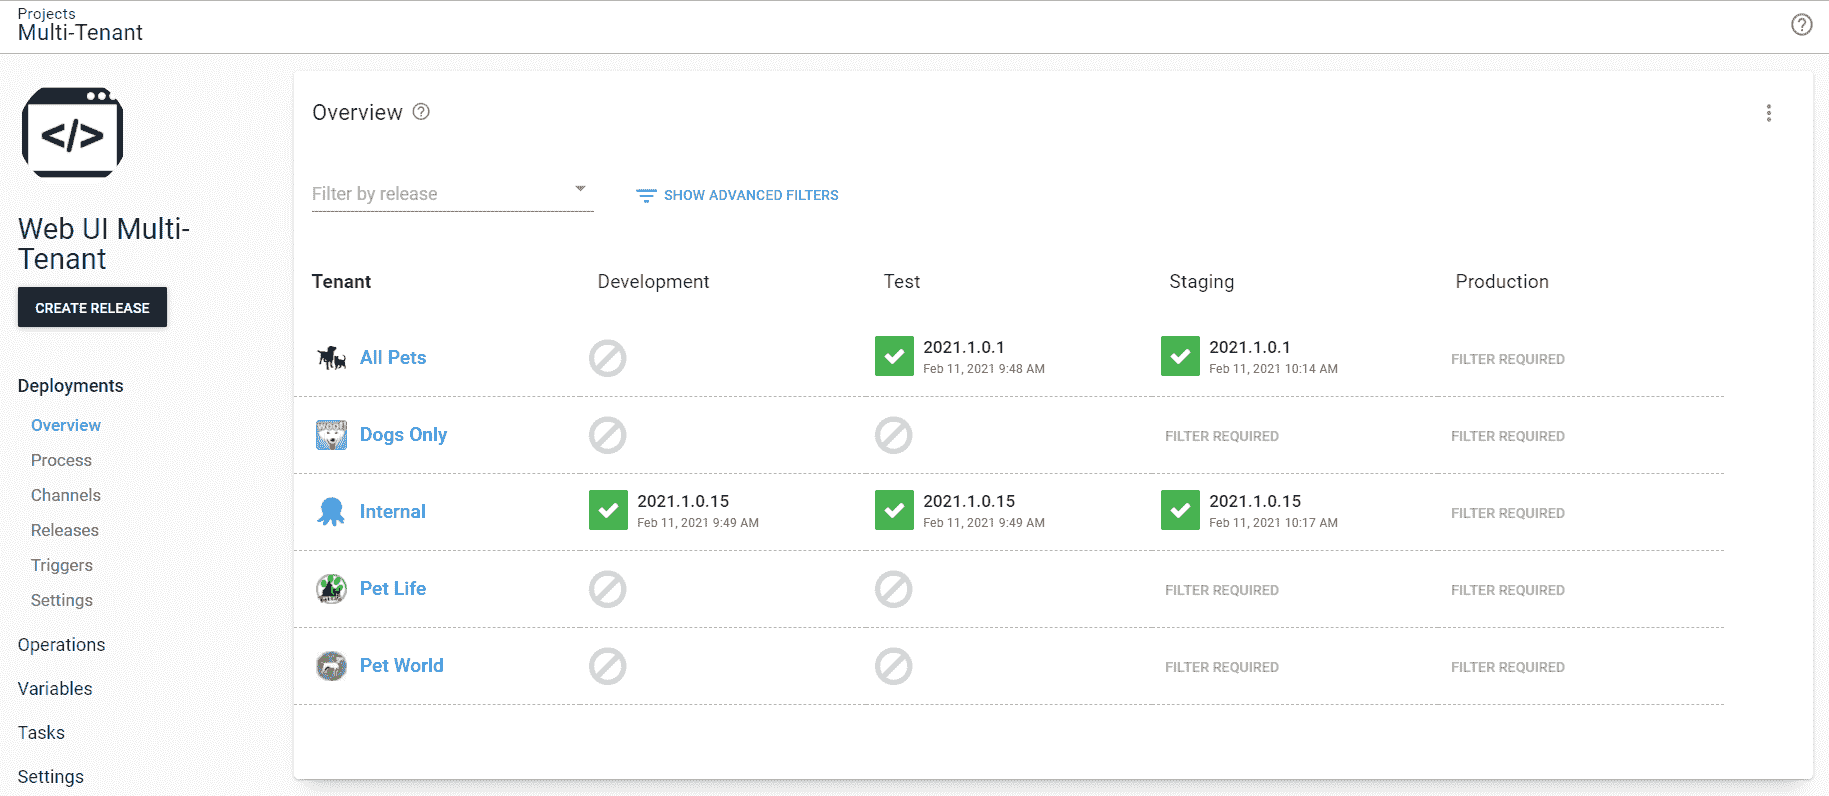 Projects
Multi-Tenant
</>
Web UI Multi-
Tenant
CREATE RELEASE
Deployments
Overview
Process
Channels
Releases
Triggers
Settings
Operations
Variables
Tasks
Settings
Overview
Filter by release
SHOW ADVANCED FILTERS
Tenant Development Test Staging Production
All Pets 2021.1.0.1 2021.1.0.1 FILTER REQUIRED
Feb 11, 2021 9:48 AM Feb 11, 2021 10:14 AM
Dogs Only FILTER REQUIRED FILTER REQUIRED
Internal 2021.1.0.15 2021.1.0.15 2021.1.0.15 FILTER REQUIRED
Feb 11, 2021 9:49 AM Feb 11, 2021 9:49 AM Feb 11, 2021 10:17 AM
Pet Life FILTER REQUIRED FILTER REQUIRED
Pet World FILTER REQUIRED FILTER REQUIRED